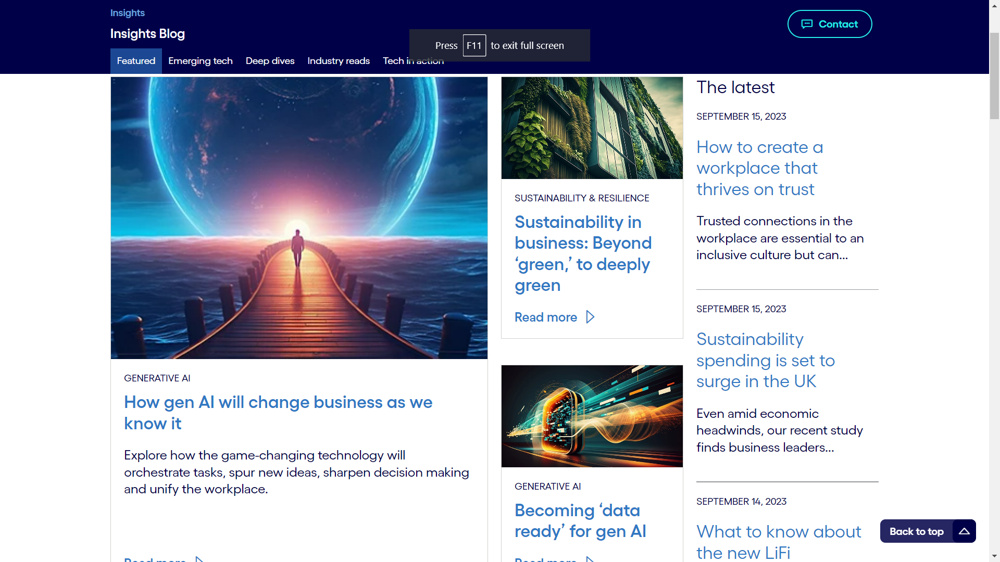 Insights
Insights Blog
Contact
Press F11 to exit full screen
Featured
Emerging tech
Deep dives
Industry reads
Tech in action
GENERATIVE AI
How gen AI will change business as we
know it
Explore how the game-changing technology will
orchestrate tasks, spur new ideas, sharpen decision making
and unify the workplace.
Read more
SUSTAINABILITY & RESILIENCE
Sustainability in
business: Beyond
‘green,’ to deeply
green
Read more
GENERATIVE AI
Becoming ‘data
ready’ for gen AI
Read more
The latest
SEPTEMBER 15, 2023
How to create a
workplace that
thrives on trust
Trusted connections in the
workplace are essential to an
inclusive culture but can...
SEPTEMBER 15, 2023
Sustainability
spending is set to
surge in the UK
Even amid economic
headwinds, our recent study
finds business leaders...
SEPTEMBER 14, 2023
What to know about
the new LiFi
Back to top